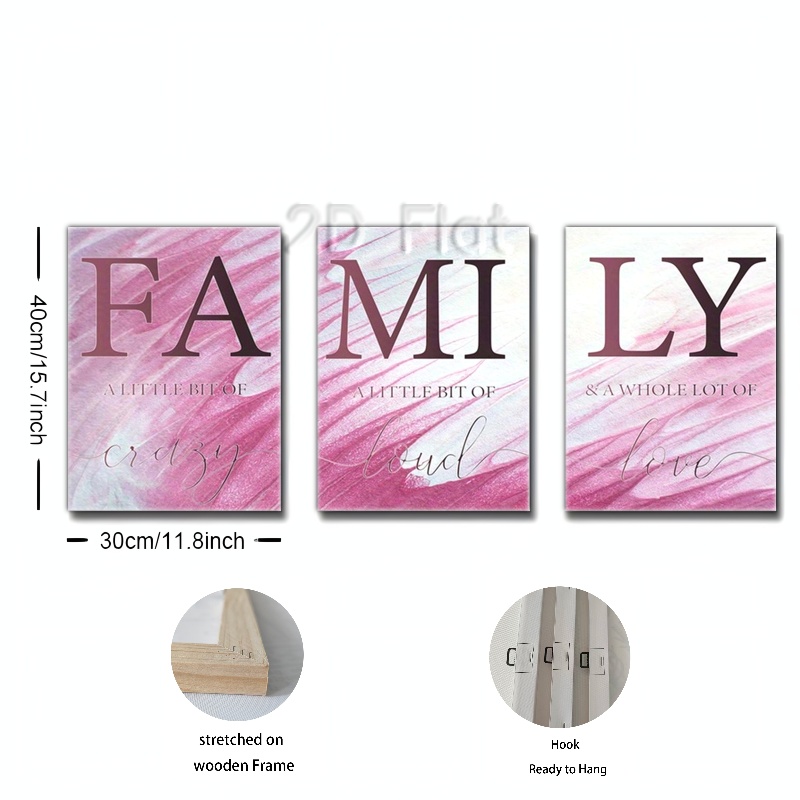 2D Flat
FA
A LITTLE BIT OF
crazy
MI
A LITTLE BIT OF
loud
LY
& A WHOLE LOT OF
love
40cm/15.7inch
30cm/11.8inch
stretched on
wooden Frame
Hook
Ready to Hang